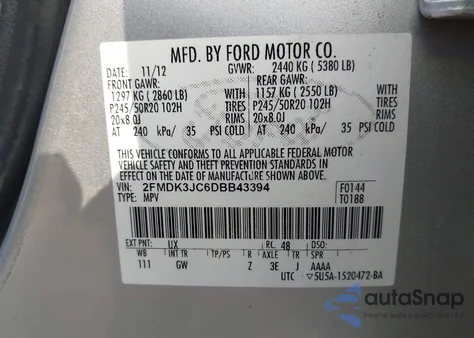 MFD. BY FORD MOTOR CO.
DATE: 11/12 GVWR: 2440 KG ( 5380 LB)
FRONT GAWR: REAR GAWR:
1297 KG ( 2860 LB) WITH 1157 KG ( 2550 LB) WITH
P245/50R20 102H TIRES P245/50R20 102H TIRES
20x8.0J RIMS 20x8.0J RIMS
AT 240 kPa/ 35 PSI COLD AT 240 kPa/ 35 PSI COLD
THIS VEHICLE CONFORMS TO ALL APPLICABLE FEDERAL MOTOR
VEHICLE SAFETY AND THEFT PREVENTION STANDARDS IN
EFFECT ON THE DATE OF MANUFACTURE SHOWN ABOVE.
VIN: 2FMDK3JC6DBB43394 F0144
TYPE: MPV T0188
EXT PNT: UX RC: 48 DSO:
WB INT TR TP/PS R AXLE TR SPR
111 GW Z 3E J AAAA
UTC ▽5U5A-1520472-BA
autoSnap